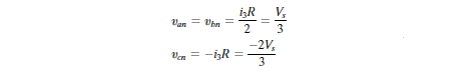 v_an = v_bn = i_3R/2 = V_s/3
v_cn = −i_3R = −2V_s/3